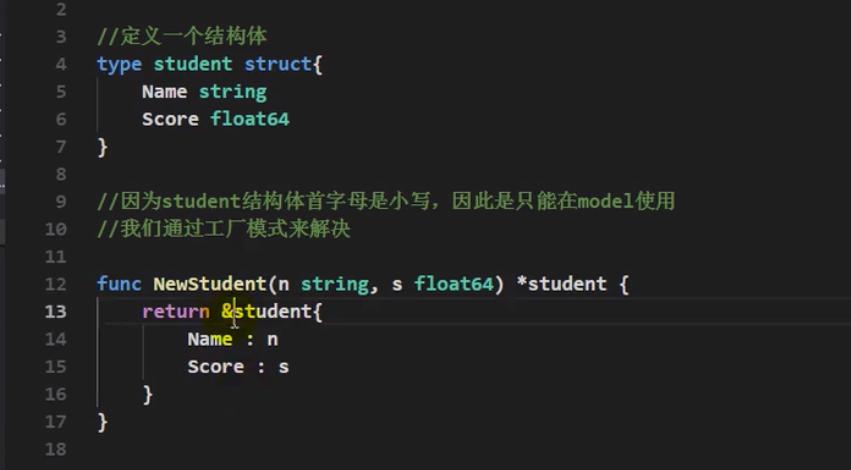 2
3 //定义一个结构体
4 type student struct{
5 Name string
6 Score float64
7 }
8
9 //因为student结构体首字母是小写，因此是只能在model使用
10 //我们通过工厂模式来解决
11
12 func NewStudent(n string, s float64) *student {
13 return &student{
14 Name : n
15 Score : s
16 }
17 }
18